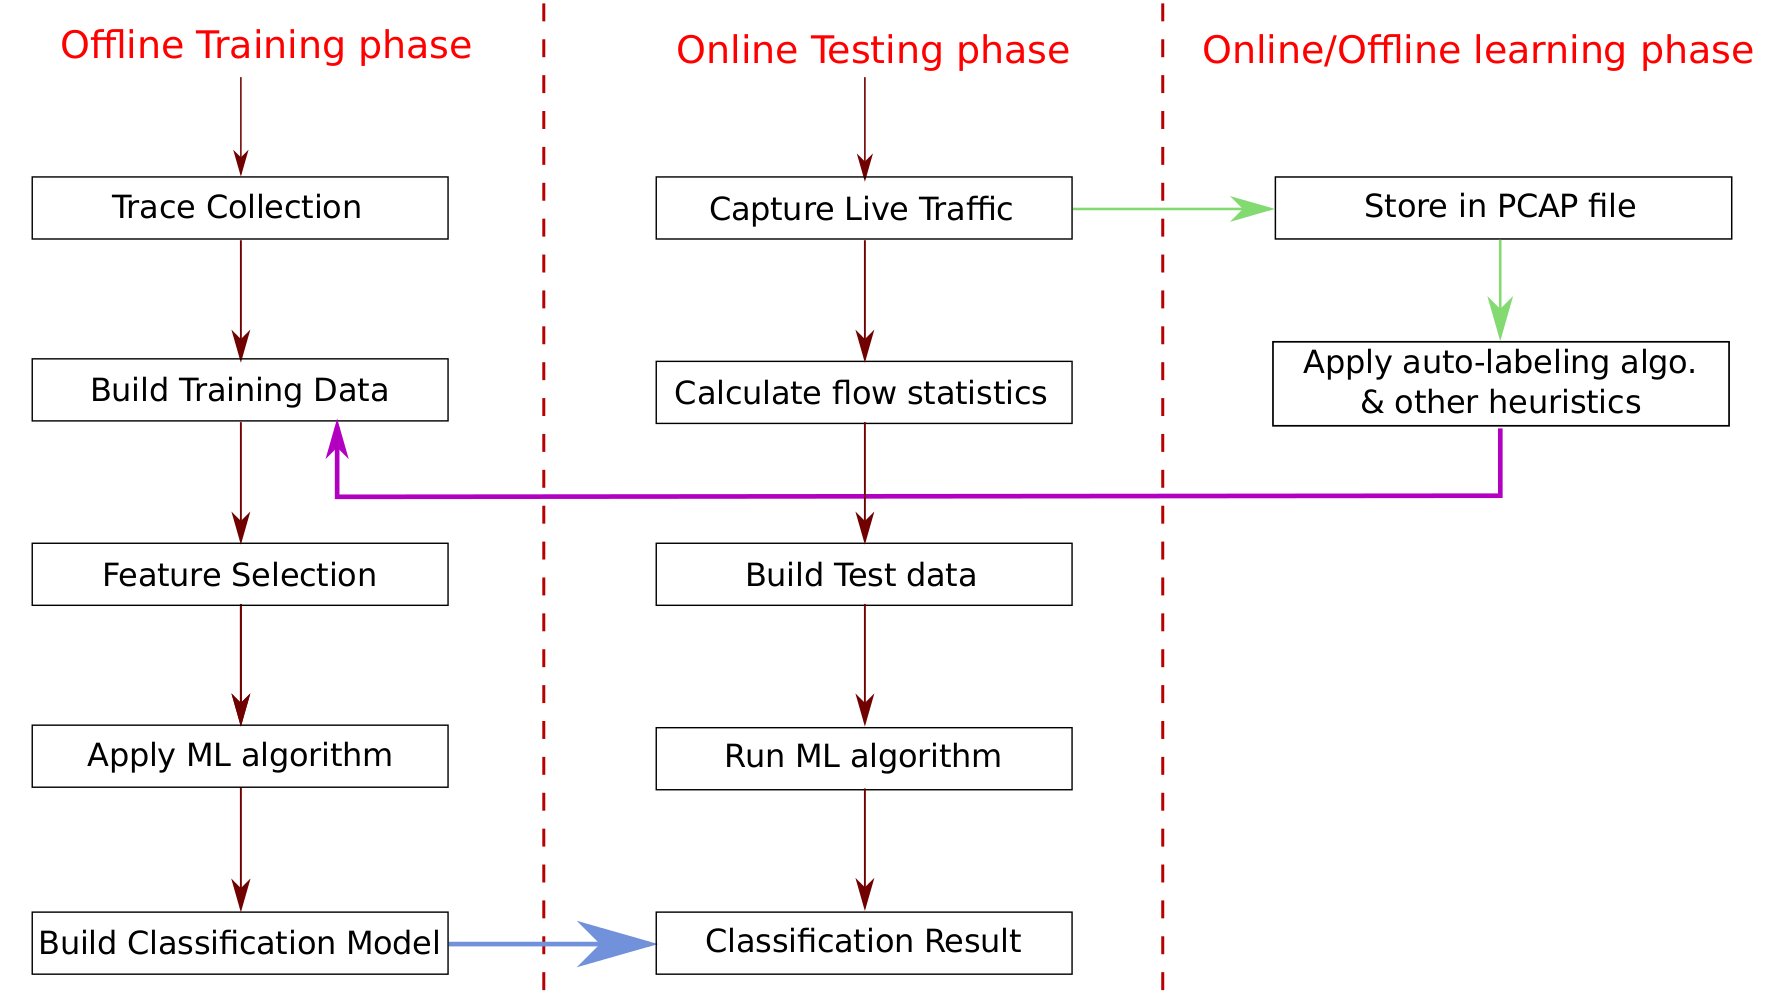 Offline Training phase
Trace Collection
Build Training Data
Feature Selection
Apply ML algorithm
Build Classification Model
Online Testing phase
Capture Live Traffic
Calculate flow statistics
Build Test data
Run ML algorithm
Classification Result
Online/Offline learning phase
Store in PCAP file
Apply auto-labeling algo.
& other heuristics